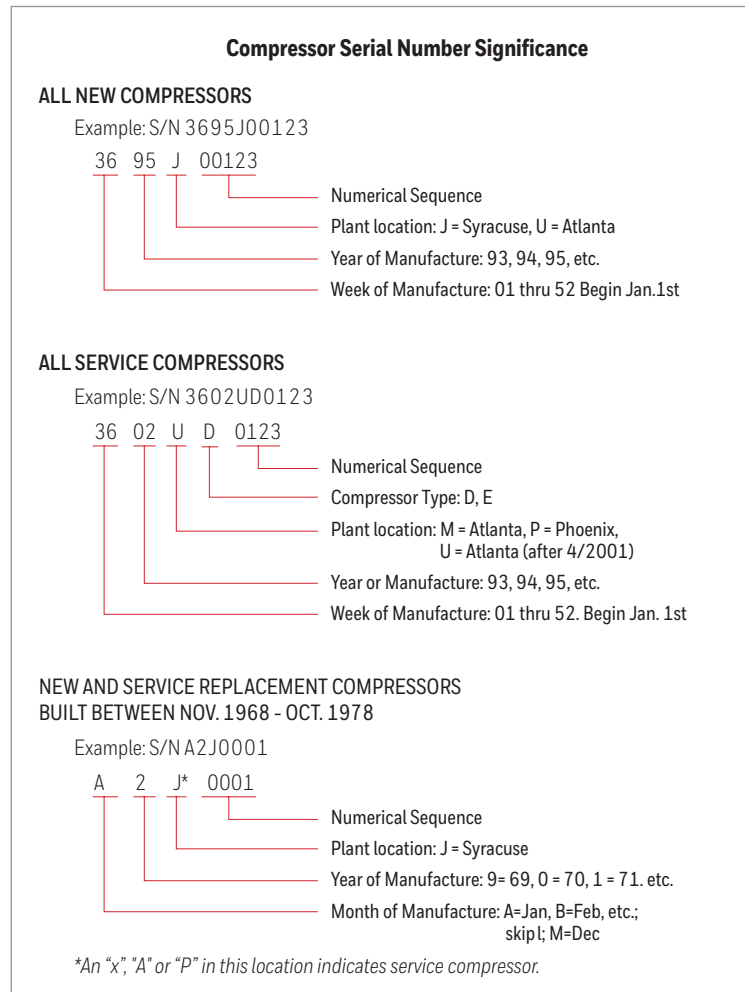 Compressor Serial Number Significance
ALL NEW COMPRESSORS
Example: S/N 3695J00123
36 95 J 00123
Numerical Sequence
Plant location: J = Syracuse, U = Atlanta
Year of Manufacture: 93, 94, 95, etc.
Week of Manufacture: 01 thru 52 Begin Jan.1st
ALL SERVICE COMPRESSORS
Example: S/N 3602UD0123
36 02 U D 0123
Numerical Sequence
Compressor Type: D, E
Plant location: M = Atlanta, P = Phoenix,
U = Atlanta (after 4/2001)
Year or Manufacture: 93, 94, 95, etc.
Week of Manufacture: 01 thru 52. Begin Jan. 1st
NEW AND SERVICE REPLACEMENT COMPRESSORS
BUILT BETWEEN NOV. 1968 - OCT. 1978
Example: S/N A2J0001
A 2 J* 0001
Numerical Sequence
Plant location: J = Syracuse
Year of Manufacture: 9= 69, 0 = 70, 1 = 71. etc.
Month of Manufacture: A=Jan, B=Feb, etc.;
skip l; M=Dec
*An “x”, "A" or “P” in this location indicates service compressor.